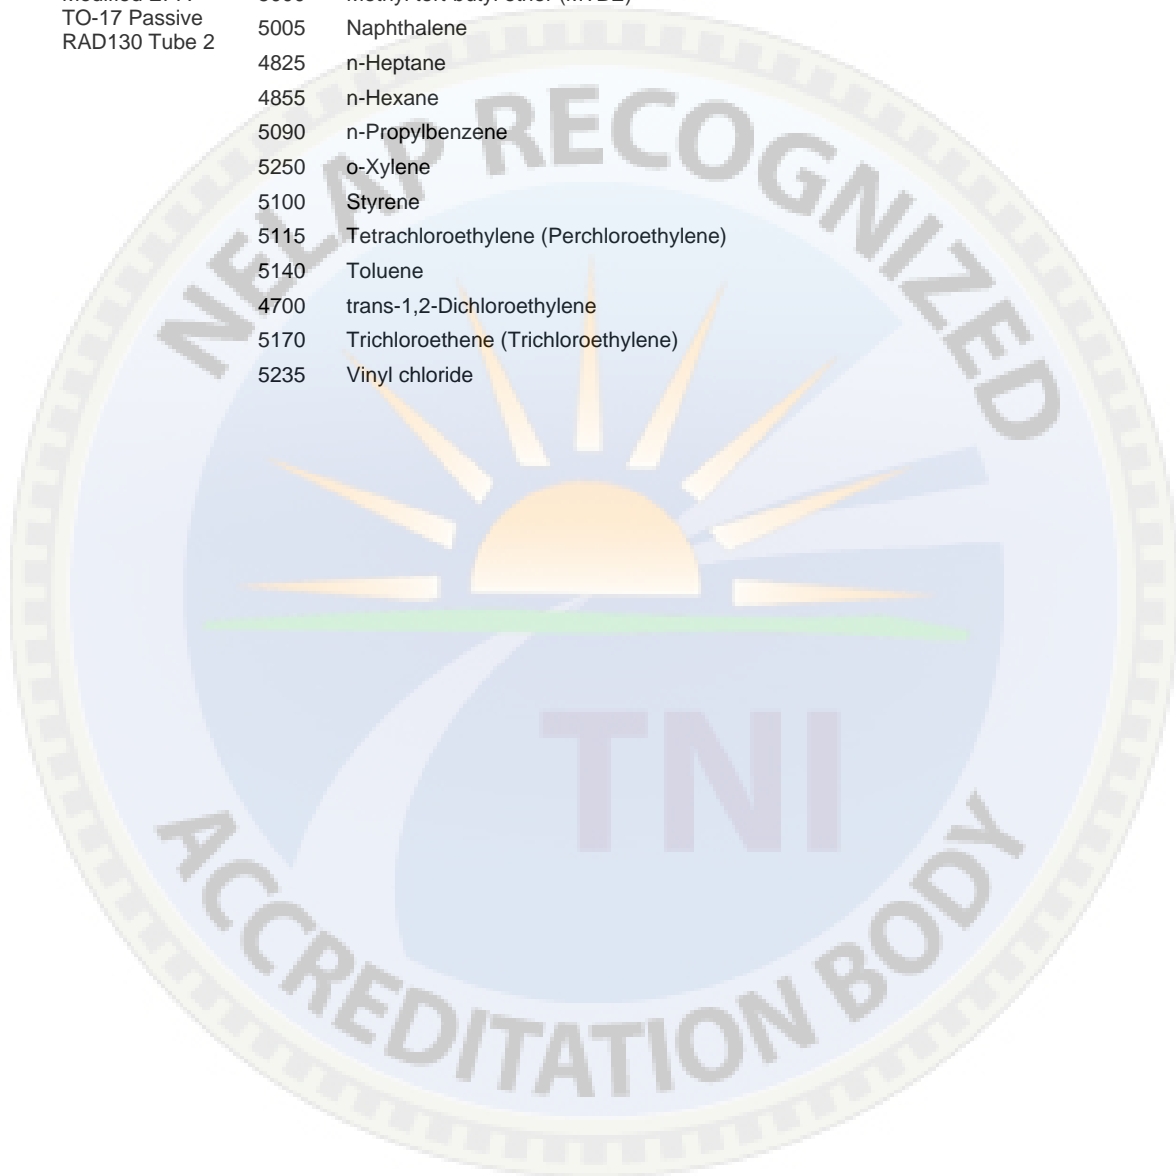 TO-17 Passive
RAD130 Tube 2
5005 Naphthalene
4825 n-Heptane
4855 n-Hexane
5090 n-Propylbenzene
5250 o-Xylene
5100 Styrene
5115 Tetrachloroethylene (Perchloroethylene)
5140 Toluene
4700 trans-1,2-Dichloroethylene
5170 Trichloroethene (Trichloroethylene)
5235 Vinyl chloride
NELAP RECOGNIZED
TNI
ACCREDITATION BODY